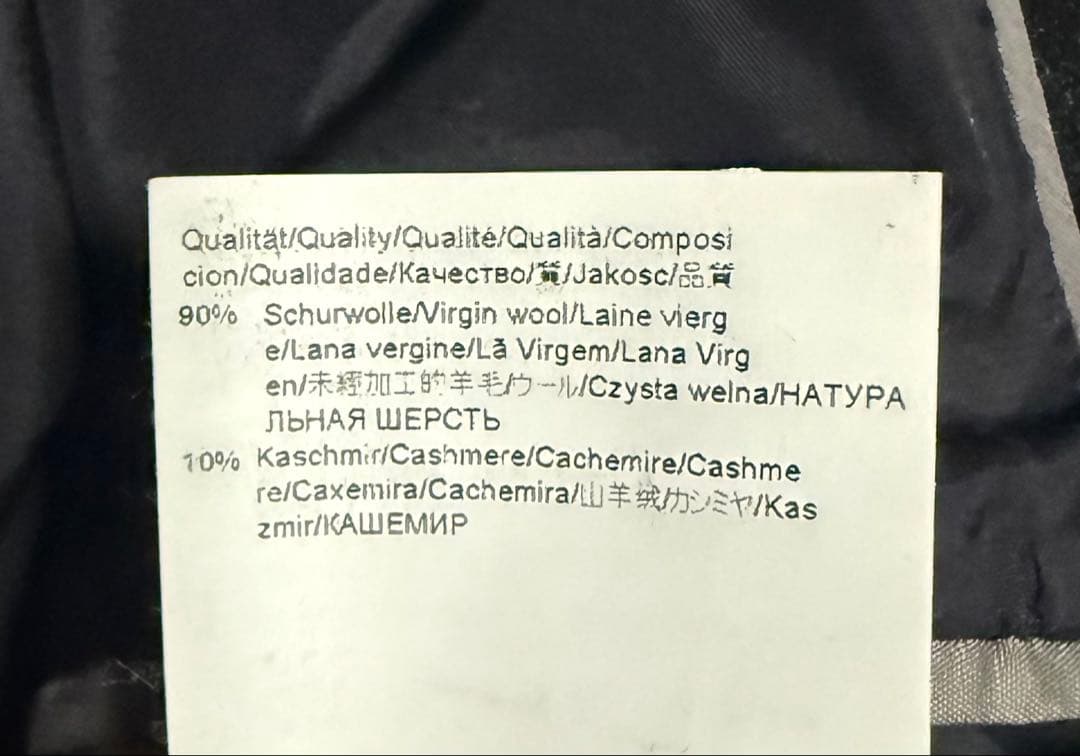 Qualität/Quality/Qualité/Qualità/Composi
cion/Qualidade/Качество/質/Jakosc/品質
90% Schurwolle/Virgin wool/Laine vierg
e/Lana vergine/Lã Virgem/Lana Virg
en/未經加工的羊毛/ウール/Czysta welna/НАТУРА
ЛЬНАЯ ШЕРСТЬ
10% Kaschmir/Cashmere/Cachemire/Cashme
re/Caxemira/Cachemira/山羊绒/カシミヤ/Kas
zmir/КАШЕМИР